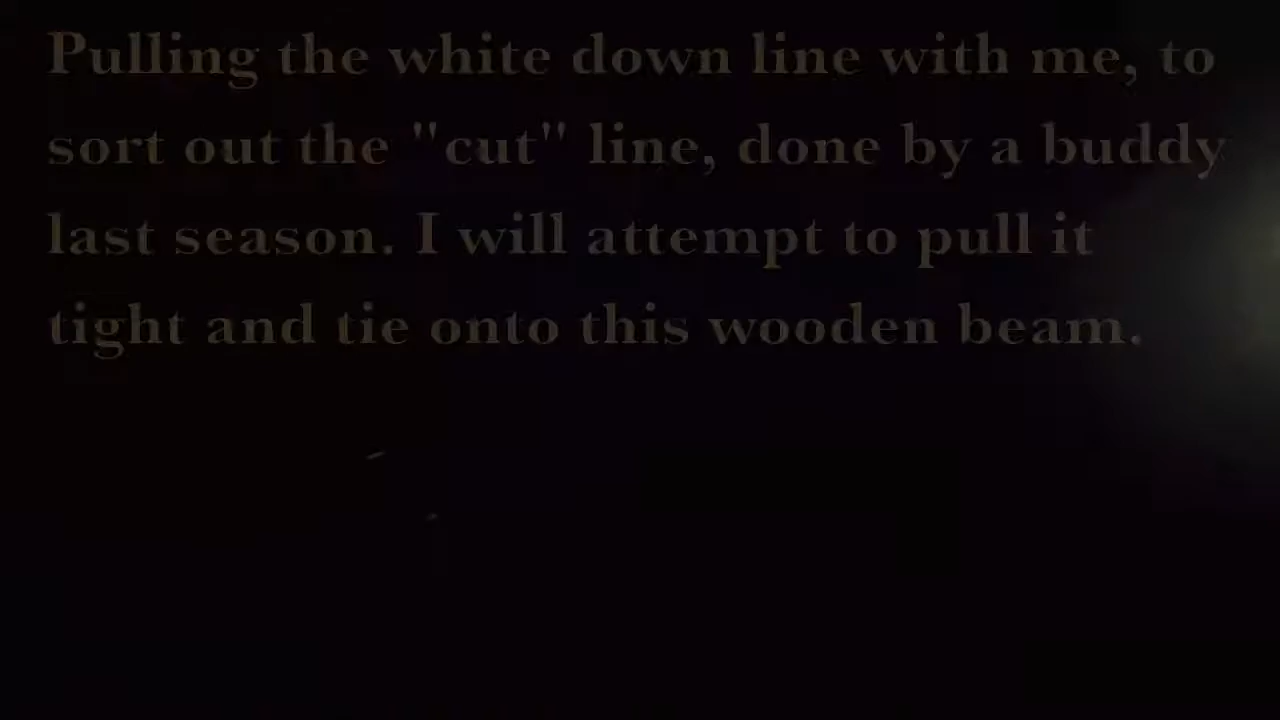 Pulling the white down line with me, to
sort out the "cut" line, done by a buddy
last season. I will attempt to pull it
tight and tie onto this wooden beam.